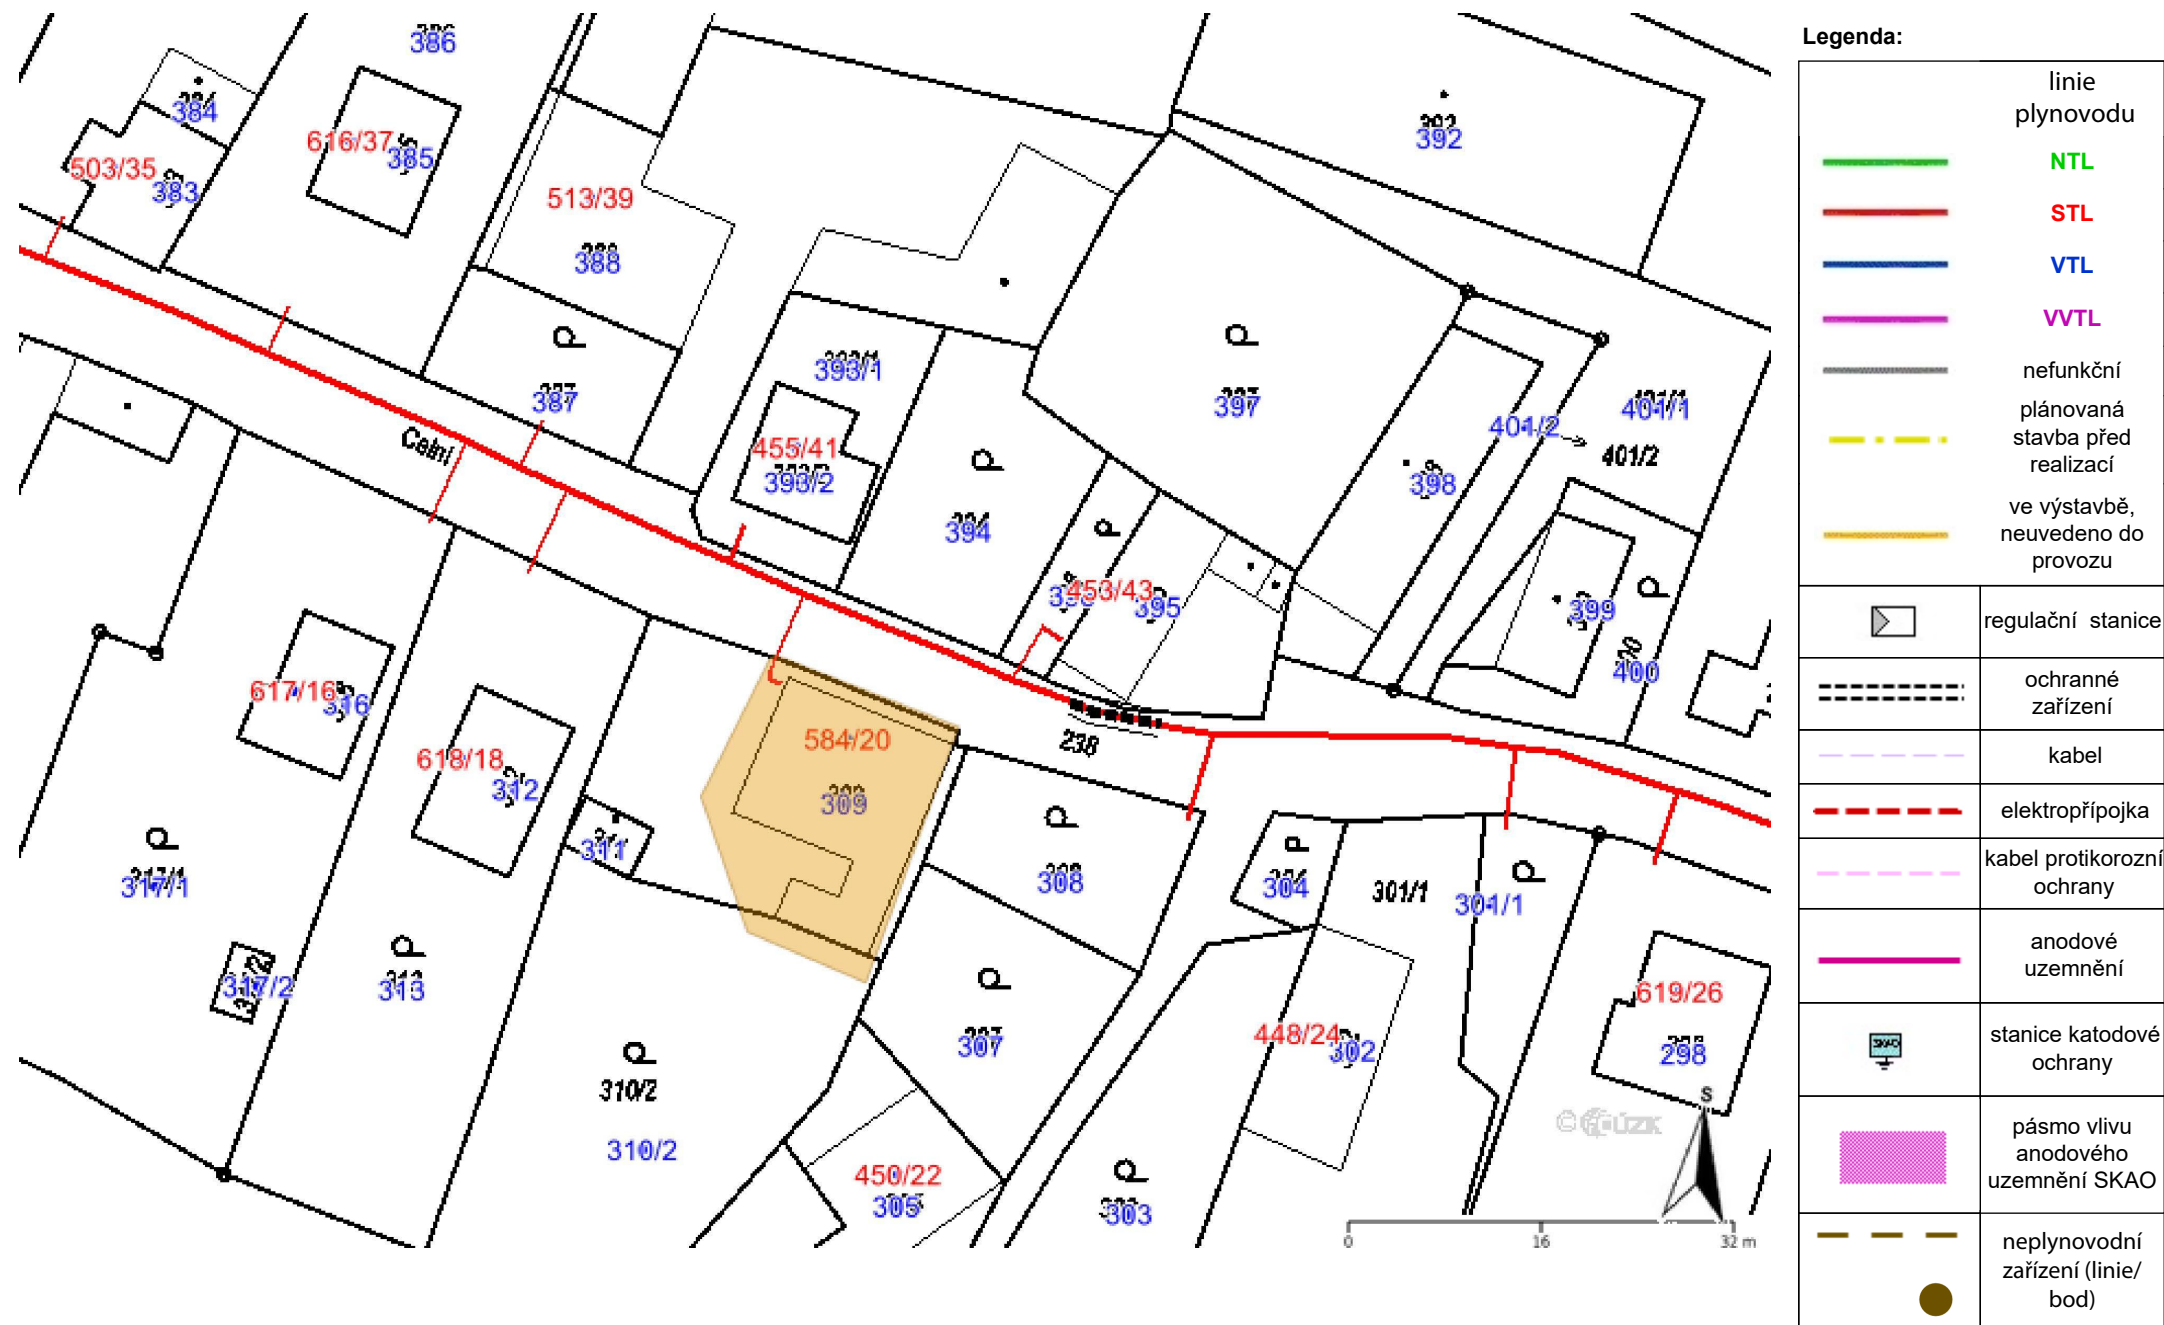 386
384
616/37
385
503/35
383
513/39
388
392
387
393/1
455/41
393/2
394
397
401/1
401/2
401/2
398
Celní
453/43
395
399
400
617/16
316
618/18
312
584/20
309
238
311
308
304
301/1
301/1
317/1
317/2
313
307
448/24
302
619/26
298
310/2
310/2
450/22
305
303
S
0 16 32 m
Legenda:
linie
plynovodu
NTL
STL
VTL
VVTL
nefunkční
plánovaná
stavba před
realizací
ve výstavbě,
neuvedeno do
provozu
regulační stanice
ochranné
zařízení
kabel
elektropřípojka
kabel protikorozní
ochrany
anodové
uzemnění
SKAO
stanice katodové
ochrany
pásmo vlivu
anodového
uzemnění SKAO
neplynovodní
zařízení (linie/
bod)